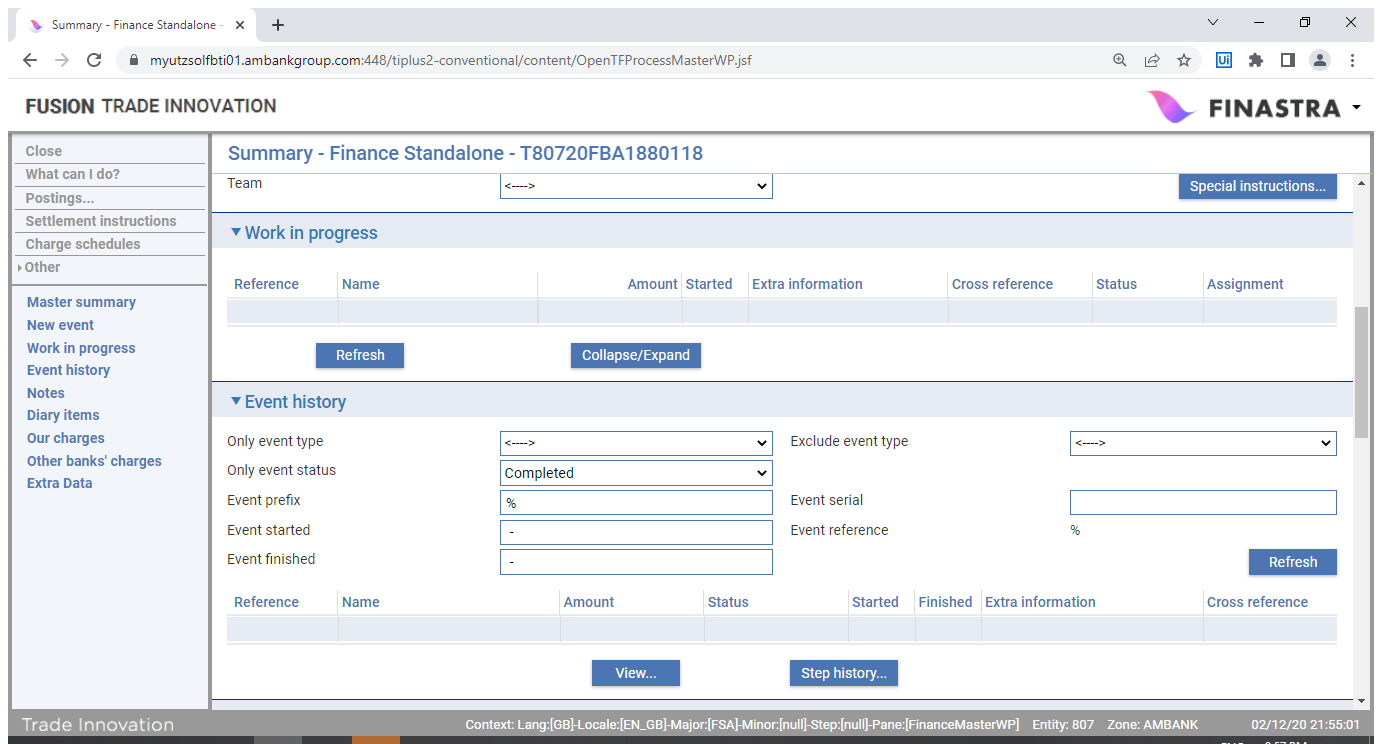 Summary - Finance Standalone -
myutzsolfbti01.ambankgroup.com:448/tiplus2-conventional/content/OpenTFProcessMasterWP.jsf
Ui
FUSION TRADE INNOVATION
FINASTRA
Close
What can I do?
Postings...
Settlement instructions
Charge schedules
Other
Master summary
New event
Work in progress
Event history
Notes
Diary items
Our charges
Other banks' charges
Extra Data
Summary - Finance Standalone - T80720FBA1880118
Team <----> Special instructions...
Work in progress
Reference Name Amount Started Extra information Cross reference Status Assignment
Refresh Collapse/Expand
Event history
Only event type <----> Exclude event type <---->
Only event status Completed
Event prefix % Event serial
Event started - Event reference %
Event finished - Refresh
Reference Name Amount Status Started Finished Extra information Cross reference
View... Step history...
Trade Innovation Context: Lang:[GB]-Locale:[EN_GB]-Major:[FSA]-Minor:[null]-Step:[null]-Pane:[FinanceMasterWP] Entity: 807 Zone: AMBANK 02/12/20 21:55:01